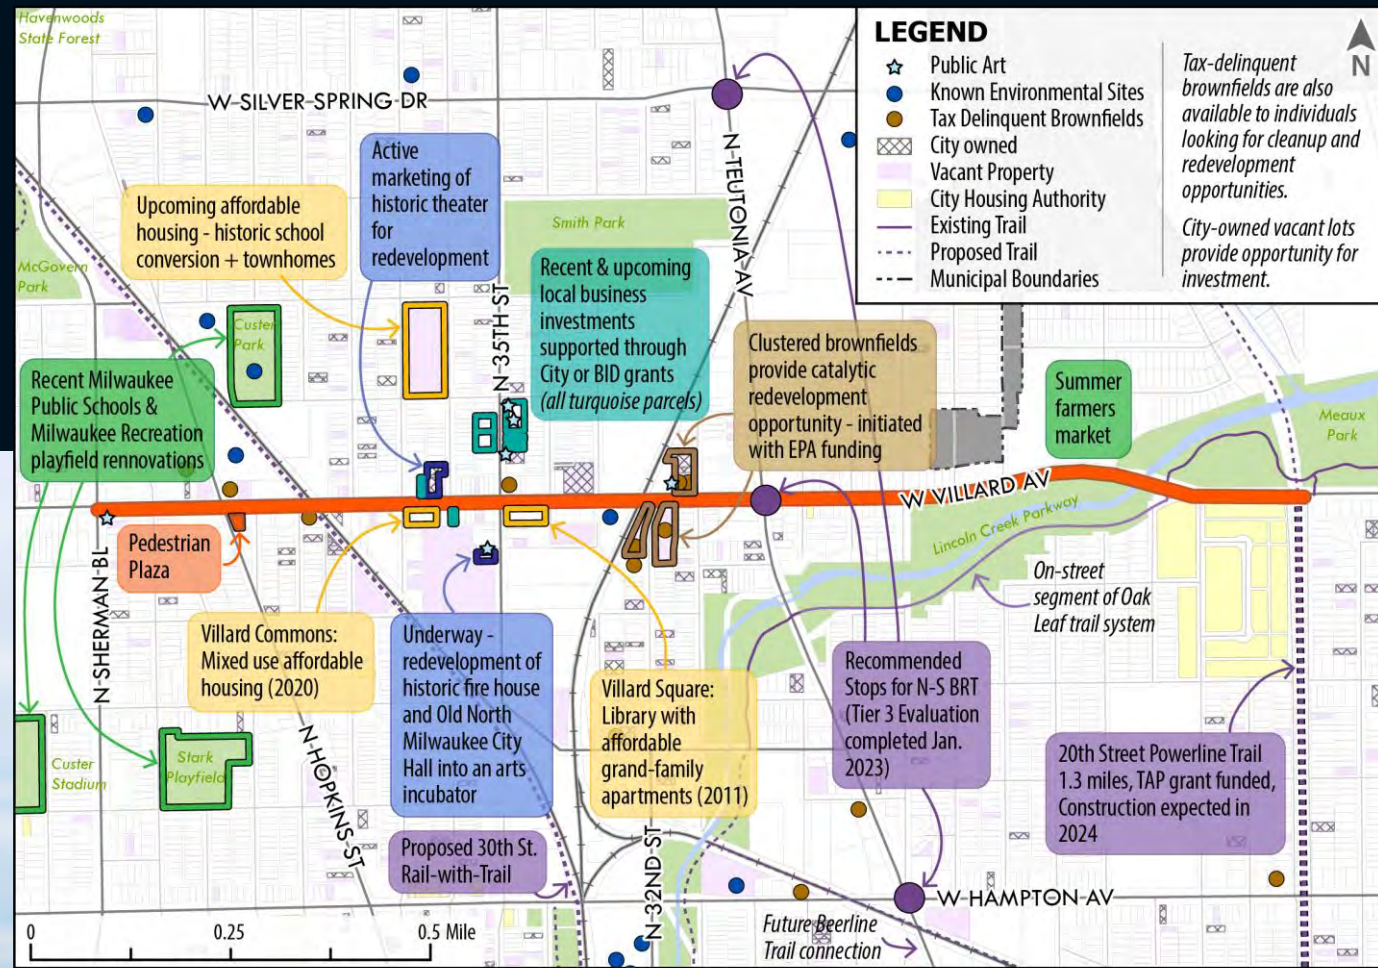 Havenwoods
State Forest
W SILVER SPRING DR
LEGEND
Public Art
Known Environmental Sites
Tax Delinquent Brownfields
City owned
Vacant Property
City Housing Authority
Existing Trail
Proposed Trail
Municipal Boundaries
Tax-delinquent
brownfields are also
available to individuals
looking for cleanup and
redevelopment
opportunities.
City-owned vacant lots
provide opportunity for
investment.
N
Active
marketing of
historic theater
for
redevelopment
Upcoming affordable
housing - historic school
conversion + townhomes
Smith Park
N TEUTONIA AV
McGovern
Park
Custer
Park
N 35TH ST
Recent & upcoming
local business
investments
supported through
City or BID grants
(all turquoise parcels)
Clustered brownfields
provide catalytic
redevelopment
opportunity - initiated
with EPA funding
Summer
farmers
market
Meaux
Park
Recent Milwaukee
Public Schools &
Milwaukee Recreation
playfield rennovations
W VILLARD AV
Lincoln Creek Parkway
Pedestrian
Plaza
N SHERMAN BL
On-street
segment of Oak
Leaf trail system
Villard Commons:
Mixed use affordable
housing (2020)
Underway -
redevelopment of
historic fire house
and Old North
Milwaukee City
Hall into an arts
incubator
Villard Square:
Library with
affordable
grand-family
apartments (2011)
Recommended
Stops for N-S BRT
(Tier 3 Evaluation
completed Jan.
2023)
20th Street Powerline Trail
1.3 miles, TAP grant funded,
Construction expected in
2024
Custer
Stadium
Stark
Playfield
N HOPKINS ST
Proposed 30th St.
Rail-with-Trail
N 32ND ST
W HAMPTON AV
Future Beerline
Trail connection
0 0.25 0.5 Mile